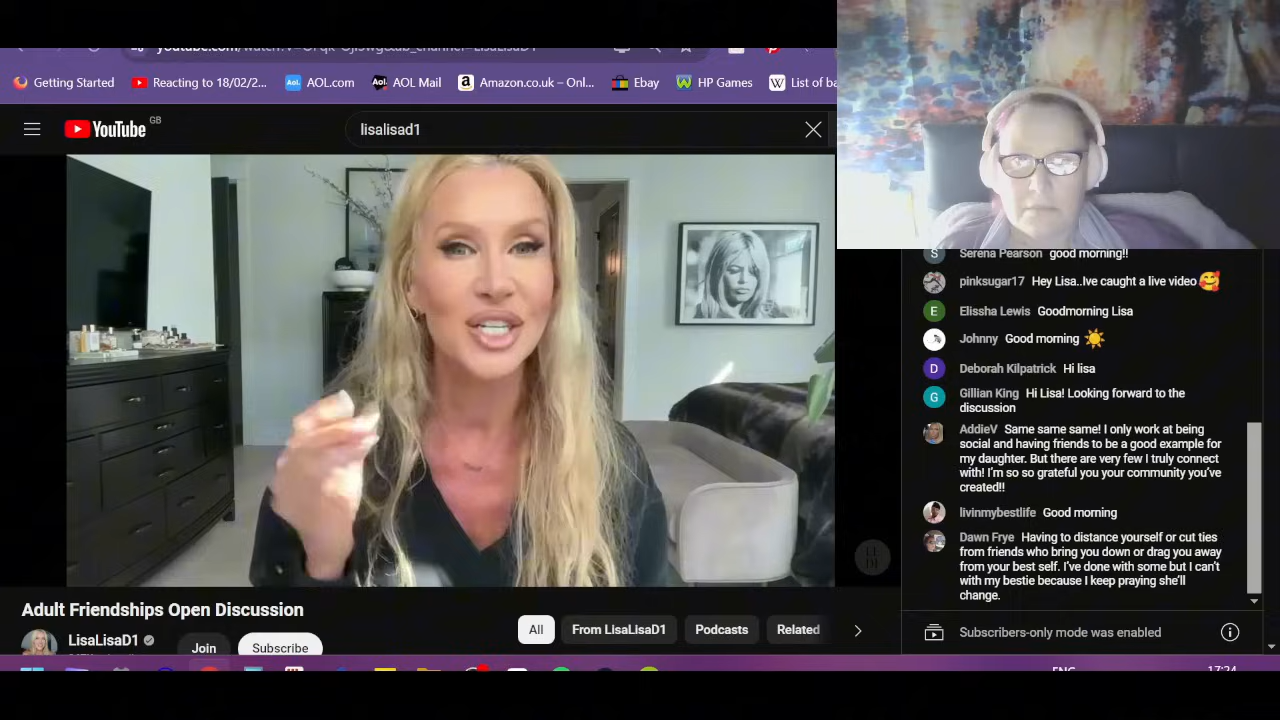 Getting Started
Reacting to 18/02/2...
AOL.com
AOL Mail
Amazon.co.uk – Onl...
Ebay
HP Games
List of ba
YouTube GB
lisalisad1
Serena Pearson good morning!!
pinksugar17 Hey Lisa..Ive caught a live video
Elissha Lewis Goodmorning Lisa
Johnny Good morning
Deborah Kilpatrick Hi lisa
Gillian King Hi Lisa! Looking forward to the
discussion
AddieV Same same same! I only work at being
social and having friends to be a good example for
my daughter. But there are very few I truly connect
with! I'm so so grateful you your community you've
created!!
livinmybestlife Good morning
Dawn Frye Having to distance yourself or cut ties
from friends who bring you down or drag you away
from your best self. I've done with some but I can't
with my bestie because I keep praying she'll
change.
Subscribers-only mode was enabled
Adult Friendships Open Discussion
LisaLisaD1
Join
Subscribe
All
From LisaLisaD1
Podcasts
Related
ENG
17:24